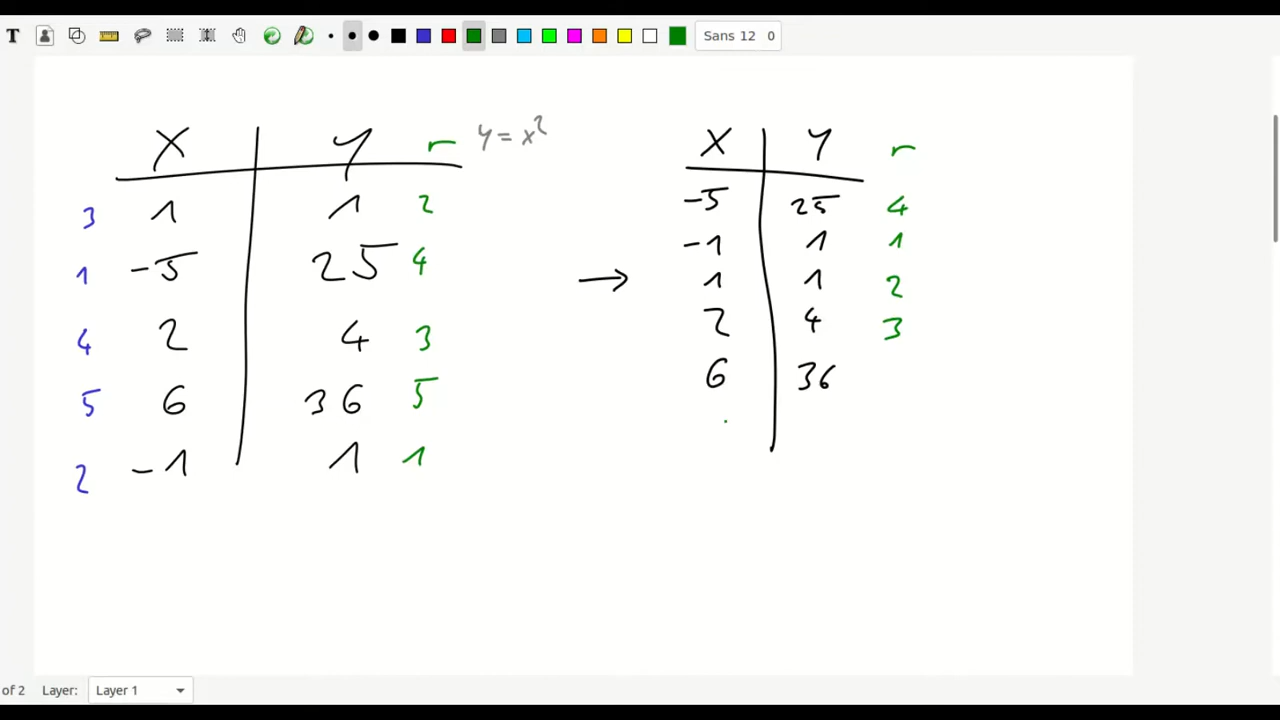 T Sans 12 0
X Y r y = x²
3 1 1 2
1 -5 25 4
4 2 4 3
5 6 36 5
2 -1 1 1
→
X Y r
-5 25 4
-1 1 1
1 1 2
2 4 3
6 36
of 2 Layer: Layer 1